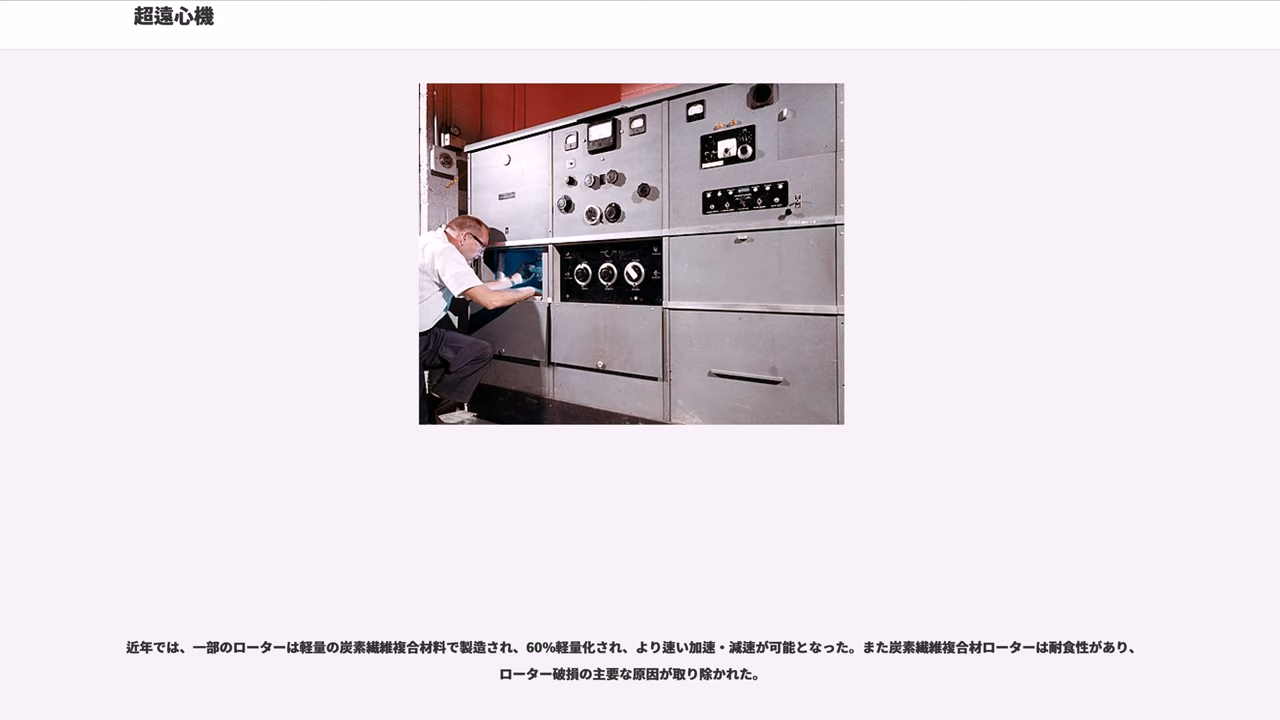 超遠心機
近年では、一部のローターは軽量の炭素繊維複合材料で製造され、60%軽量化され、より速い加速・減速が可能となった。また炭素繊維複合材ローターは耐食性があり、
ローター破損の主要な原因が取り除かれた。